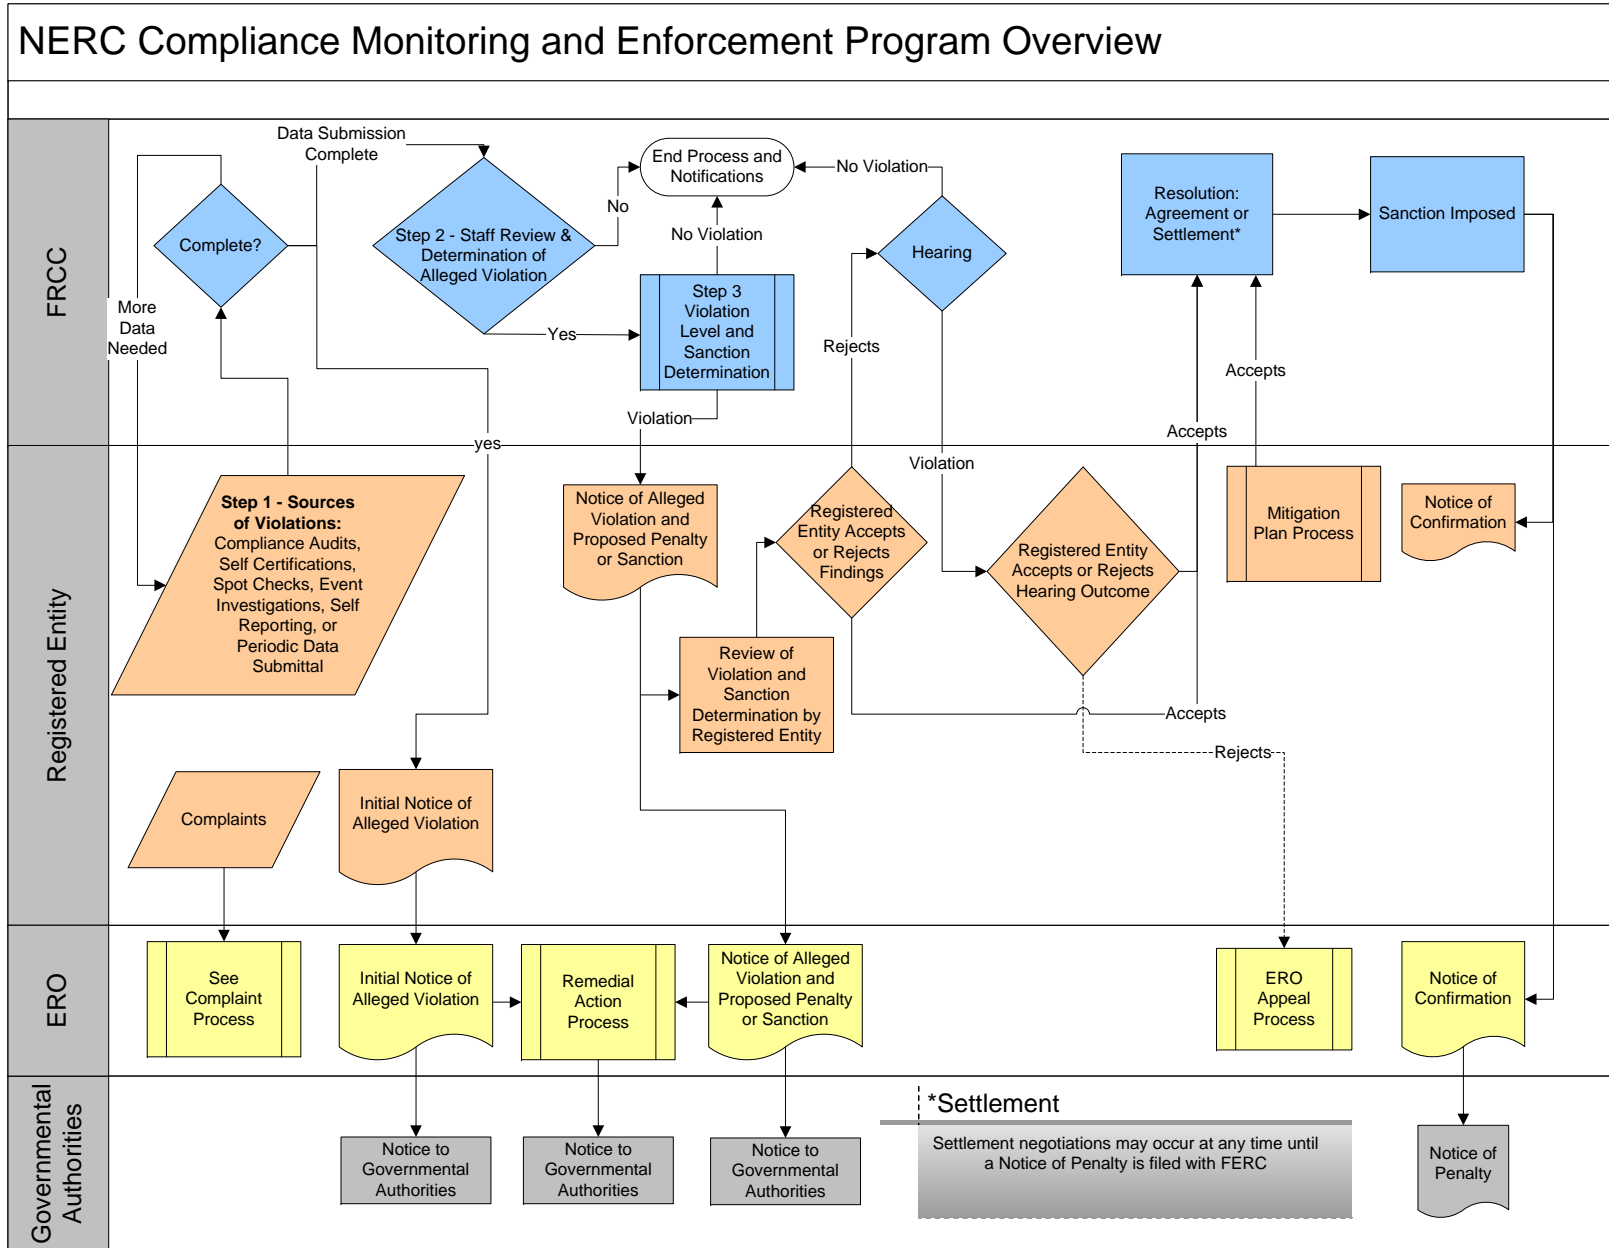 NERC Compliance Monitoring and Enforcement Program Overview
FRCC
Data Submission
Complete
Complete?
More
Data
Needed
Step 2 - Staff Review &
Determination of
Alleged Violation
No
Yes
yes
End Process and
Notifications
No Violation
No Violation
Step 3
Violation
Level and
Sanction
Determination
Violation
Hearing
Rejects
Violation
Resolution:
Agreement or
Settlement*
Sanction Imposed
Accepts
Accepts
Registered Entity
Step 1 - Sources
of Violations:
Compliance Audits,
Self Certifications,
Spot Checks, Event
Investigations, Self
Reporting, or
Periodic Data
Submittal
Notice of Alleged
Violation and
Proposed Penalty
or Sanction
Registered
Entity Accepts
or Rejects
Findings
Review of
Violation and
Sanction
Determination by
Registered Entity
Registered Entity
Accepts or Rejects
Hearing Outcome
Mitigation
Plan Process
Notice of
Confirmation
Accepts
Rejects
Complaints
Initial Notice of
Alleged Violation
ERO
See
Complaint
Process
Initial Notice of
Alleged Violation
Remedial
Action
Process
Notice of Alleged
Violation and
Proposed Penalty
or Sanction
ERO
Appeal
Process
Notice of
Confirmation
Governmental
Authorities
Notice to
Governmental
Authorities
Notice to
Governmental
Authorities
Notice to
Governmental
Authorities
*Settlement
Settlement negotiations may occur at any time until
a Notice of Penalty is filed with FERC
Notice of
Penalty